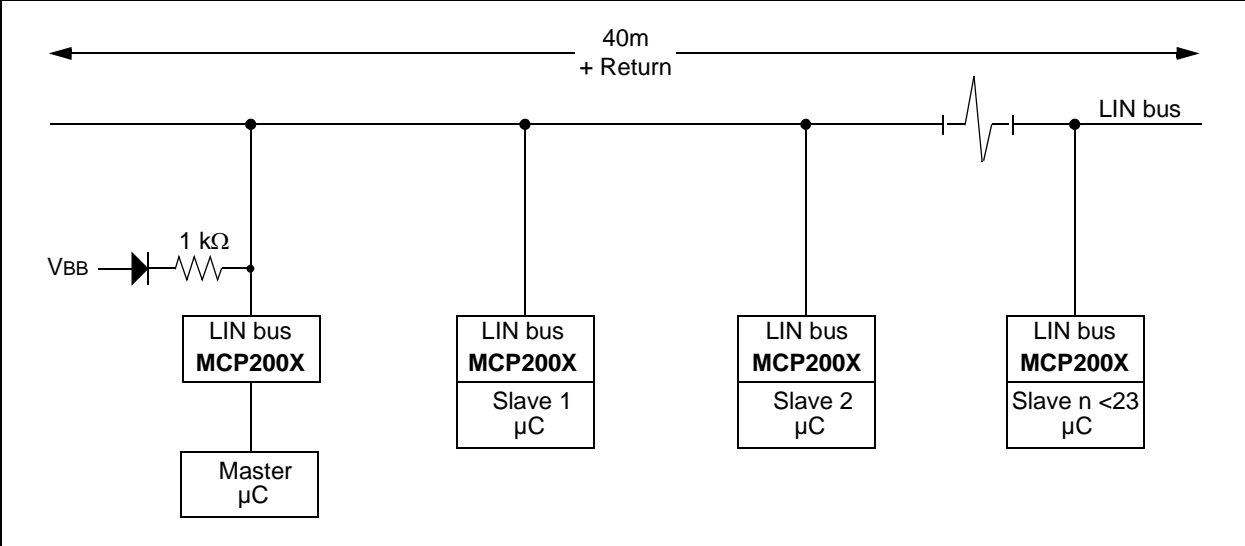 40m
+ Return
LIN bus
1 kΩ
VBB
LIN bus
MCP200X
LIN bus
MCP200X
Slave 1
µC
LIN bus
MCP200X
Slave 2
µC
LIN bus
MCP200X
Slave n <23
µC
Master
µC